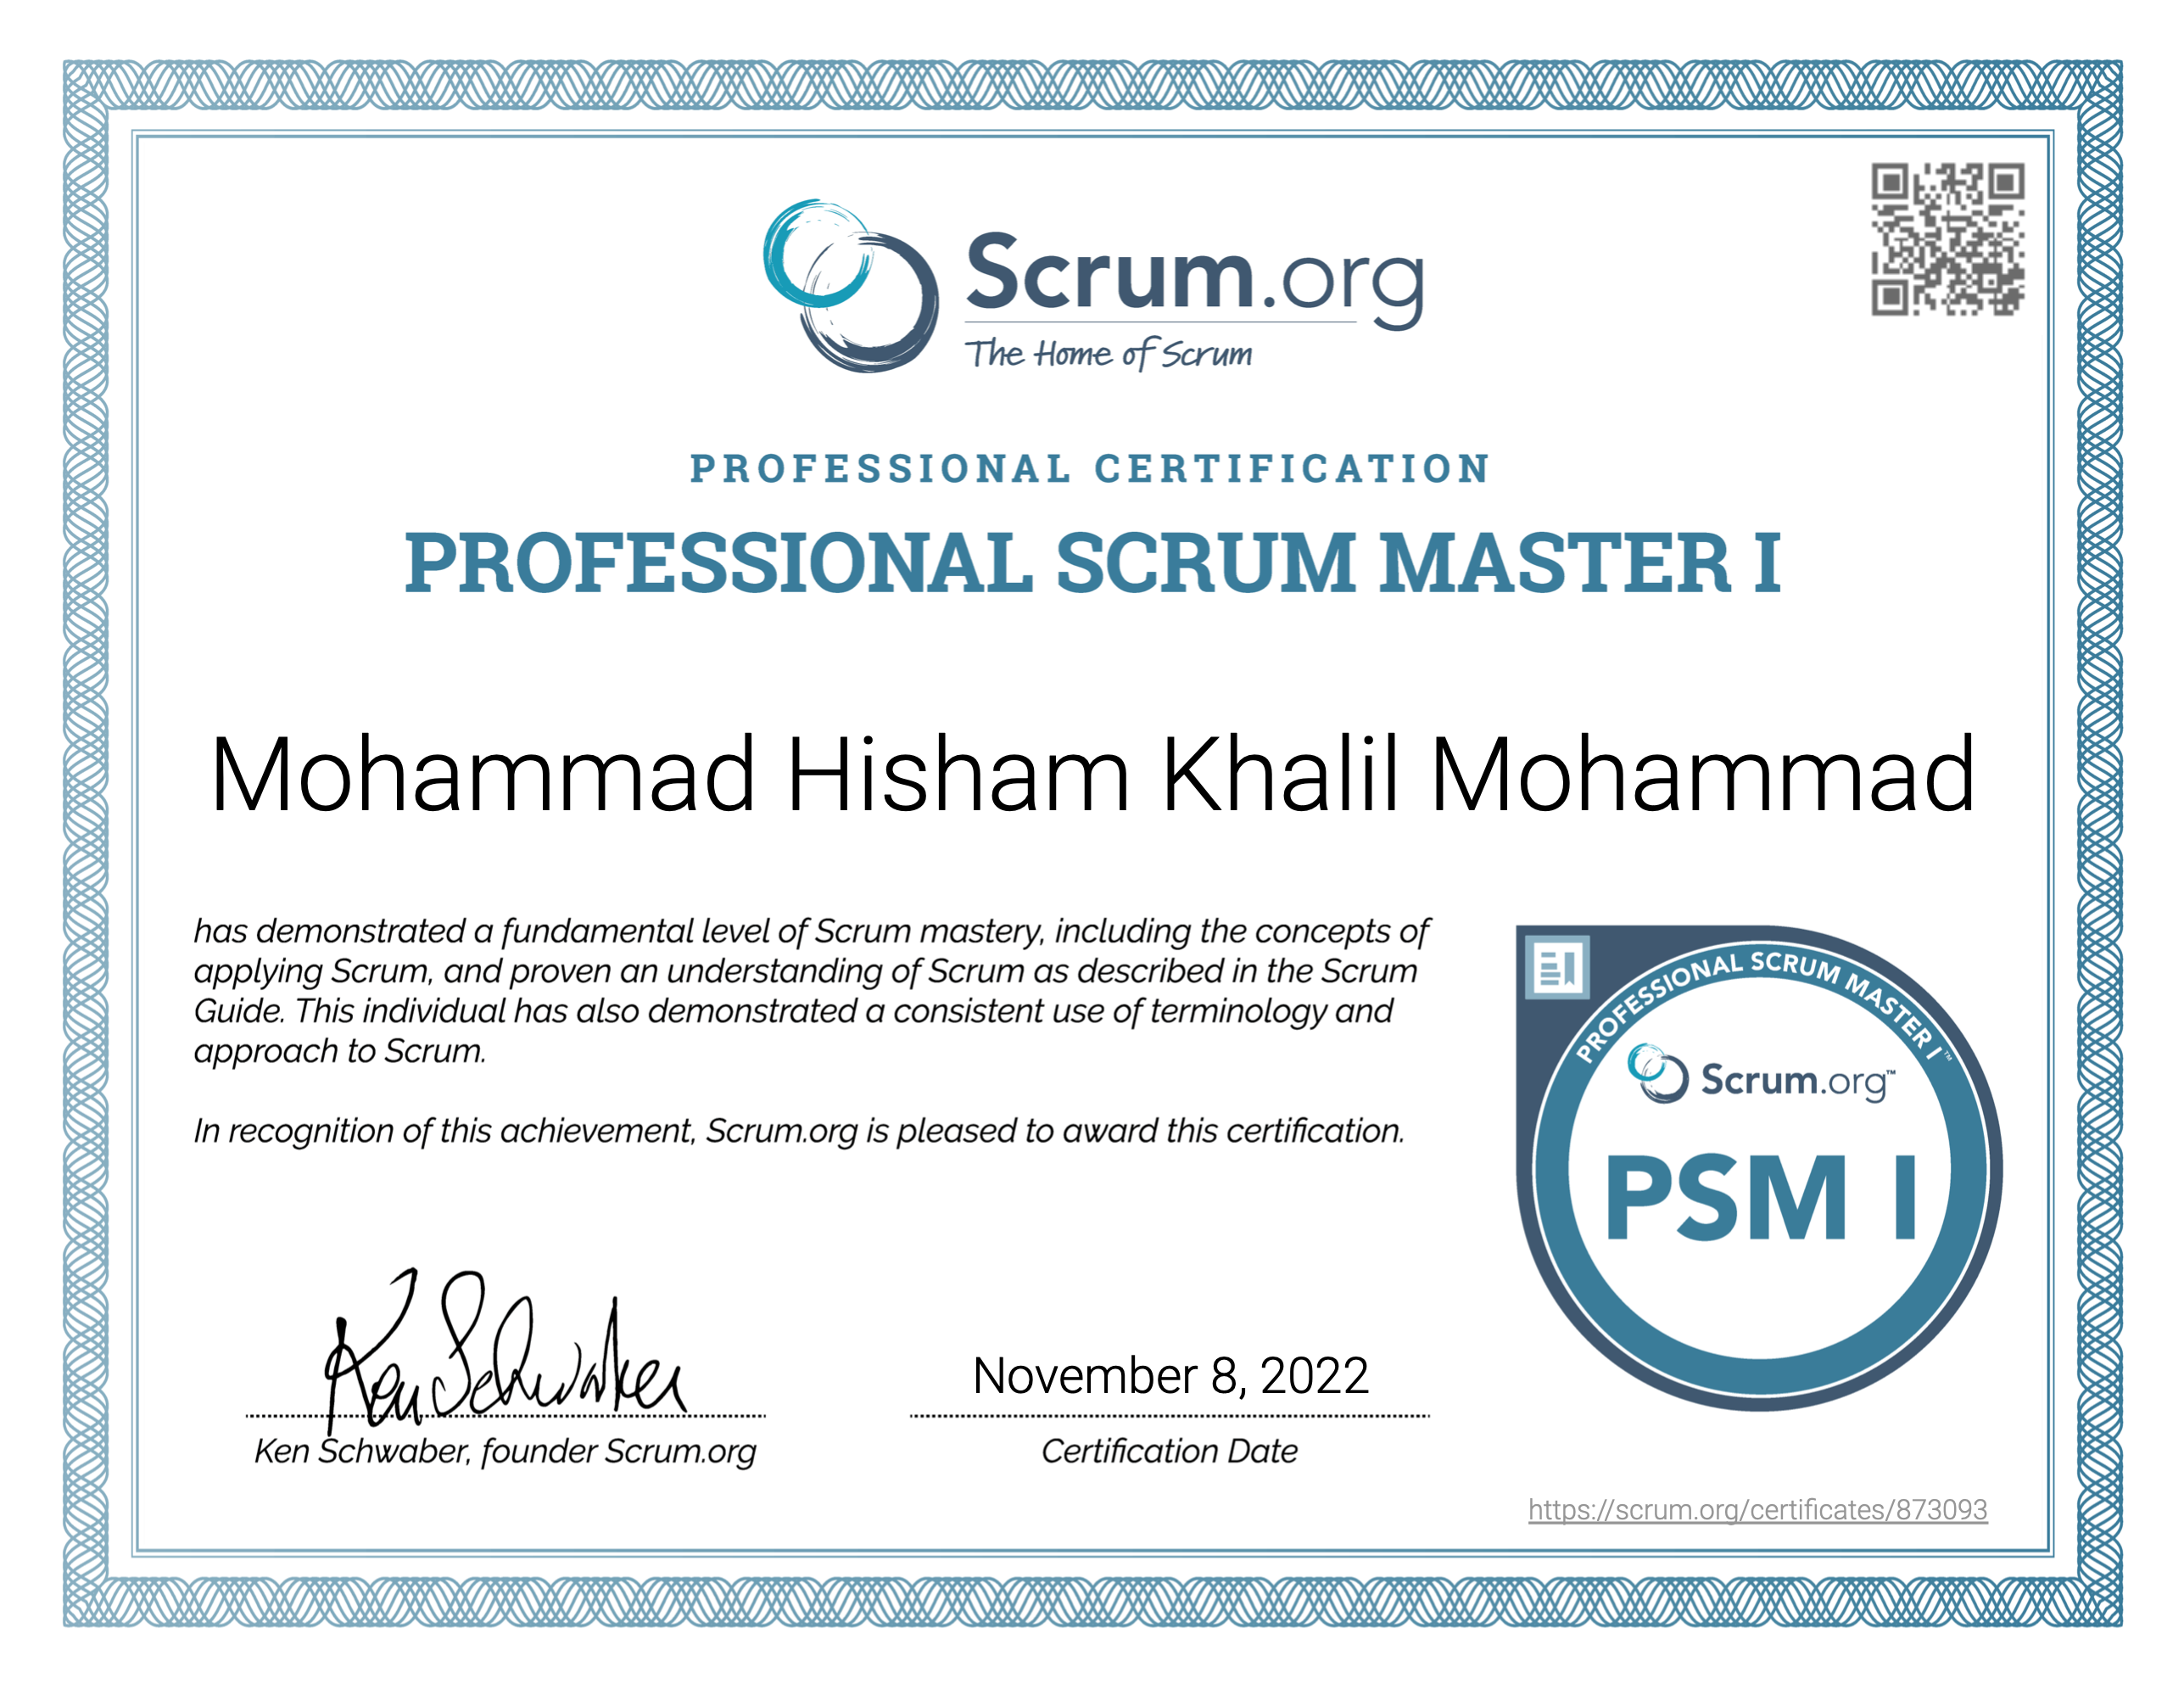 Scrum.org
The Home of Scrum
PROFESSIONAL CERTIFICATION
PROFESSIONAL SCRUM MASTER I
Mohammad Hisham Khalil Mohammad
has demonstrated a fundamental level of Scrum mastery, including the concepts of
applying Scrum, and proven an understanding of Scrum as described in the Scrum
Guide. This individual has also demonstrated a consistent use of terminology and
approach to Scrum.
In recognition of this achievement, Scrum.org is pleased to award this certification.
PROFESSIONAL SCRUM MASTER I™
Scrum.org™
PSM I
Ken Schwaber
Ken Schwaber, founder Scrum.org
November 8, 2022
Certification Date
https://scrum.org/certificates/873093